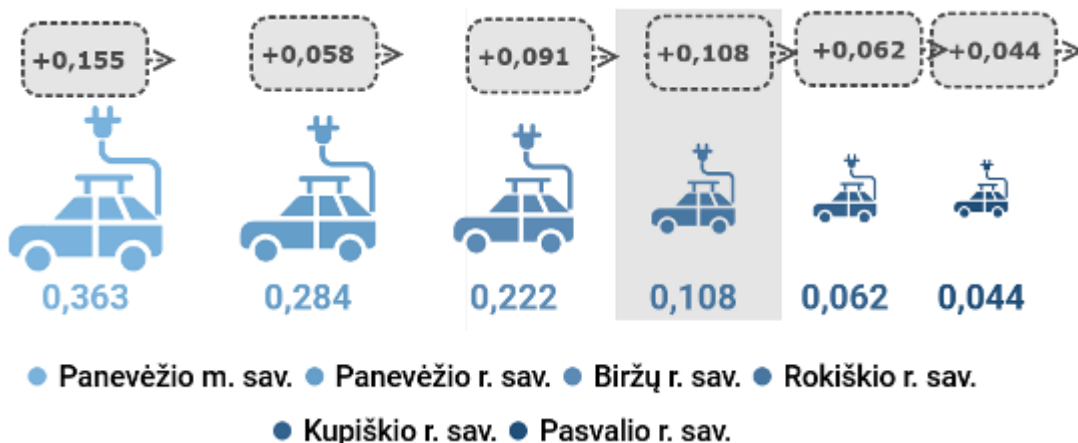 +0,155 +0,058 +0,091 +0,108 +0,062 +0,044
0,363 0,284 0,222 0,108 0,062 0,044
Panevėžio m. sav. Panevėžio r. sav. Biržų r. sav. Rokiškio r. sav.
Kupiškio r. sav. Pasvalio r. sav.